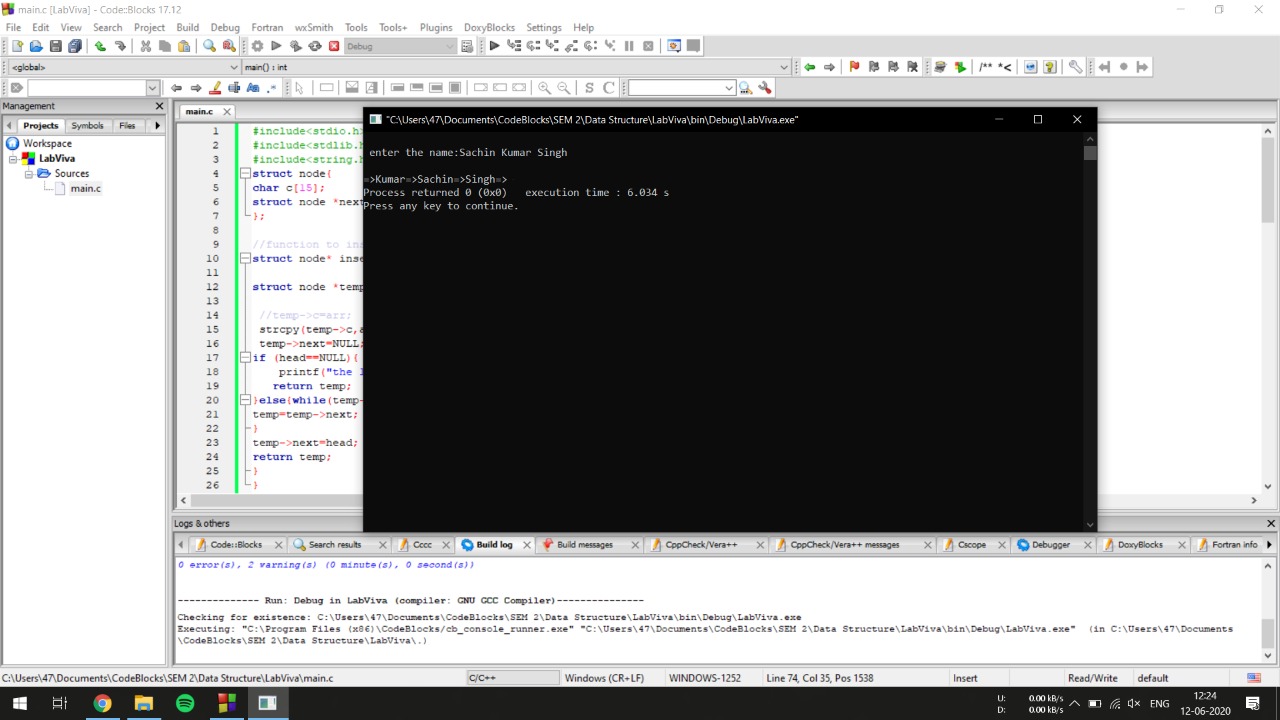 main.c [LabViva] - Code::Blocks 17.12
File Edit View Search Project Build Debug Fortran wxSmith Tools Tools+ Plugins DoxyBlocks Settings Help
Debug
<global> main() : int
/** *<
S C
Management
Projects Symbols Files
Workspace
LabViva
Sources
main.c
main.c
1 #include<stdio.h>
2 #include<stdlib.h
3 #include<string.h
4 struct node{
5 char c[15];
6 struct node *next
7 };
8
9 //function to ins
10 struct node* inse
11
12 struct node *temp
13
14 //temp->c=arr;
15 strcpy(temp->c,a
16 temp->next=NULL;
17 if (head==NULL){
18 printf("the l
19 return temp;
20 }else{while(temp-
21 temp=temp->next;
22 }
23 temp->next=head;
24 return temp;
25 }
26 }
"C:\Users\47\Documents\CodeBlocks\SEM 2\Data Structure\LabViva\bin\Debug\LabViva.exe"
enter the name:Sachin Kumar Singh
=>Kumar=>Sachin=>Singh=>
Process returned 0 (0x0) execution time : 6.034 s
Press any key to continue.
Logs & others
Code::Blocks Search results Cccc Build log Build messages CppCheck/Vera++ CppCheck/Vera++ messages Cscope Debugger DoxyBlocks Fortran info
0 error(s), 2 warning(s) (0 minute(s), 0 second(s))
-------------- Run: Debug in LabViva (compiler: GNU GCC Compiler)---------------
Checking for existence: C:\Users\47\Documents\CodeBlocks\SEM 2\Data Structure\LabViva\bin\Debug\LabViva.exe
Executing: "C:\Program Files (x86)\CodeBlocks/cb_console_runner.exe" "C:\Users\47\Documents\CodeBlocks\SEM 2\Data Structure\LabViva\bin\Debug\LabViva.exe" (in C:\Users\47\Documents
\CodeBlocks\SEM 2\Data Structure\LabViva\.)
C:\Users\47\Documents\CodeBlocks\SEM 2\Data Structure\LabViva\main.c C/C++ Windows (CR+LF) WINDOWS-1252 Line 74, Col 35, Pos 1538 Insert Read/Write default
U: 0.00 kB/s
D: 0.00 kB/s
ENG
12:24
12-06-2020